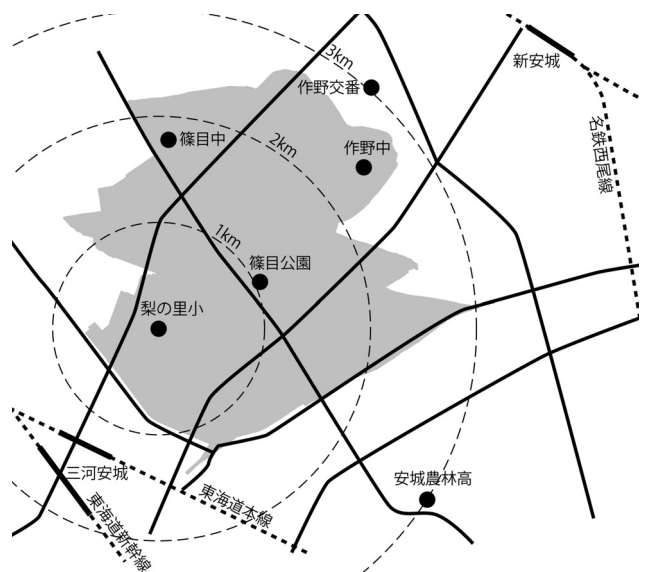 3km
新安城
作野交番
名鉄西尾線
篠目中
2km
作野中
1km
篠目公園
梨の里小
三河安城
安城農林高
東海道本線
東海道新幹線